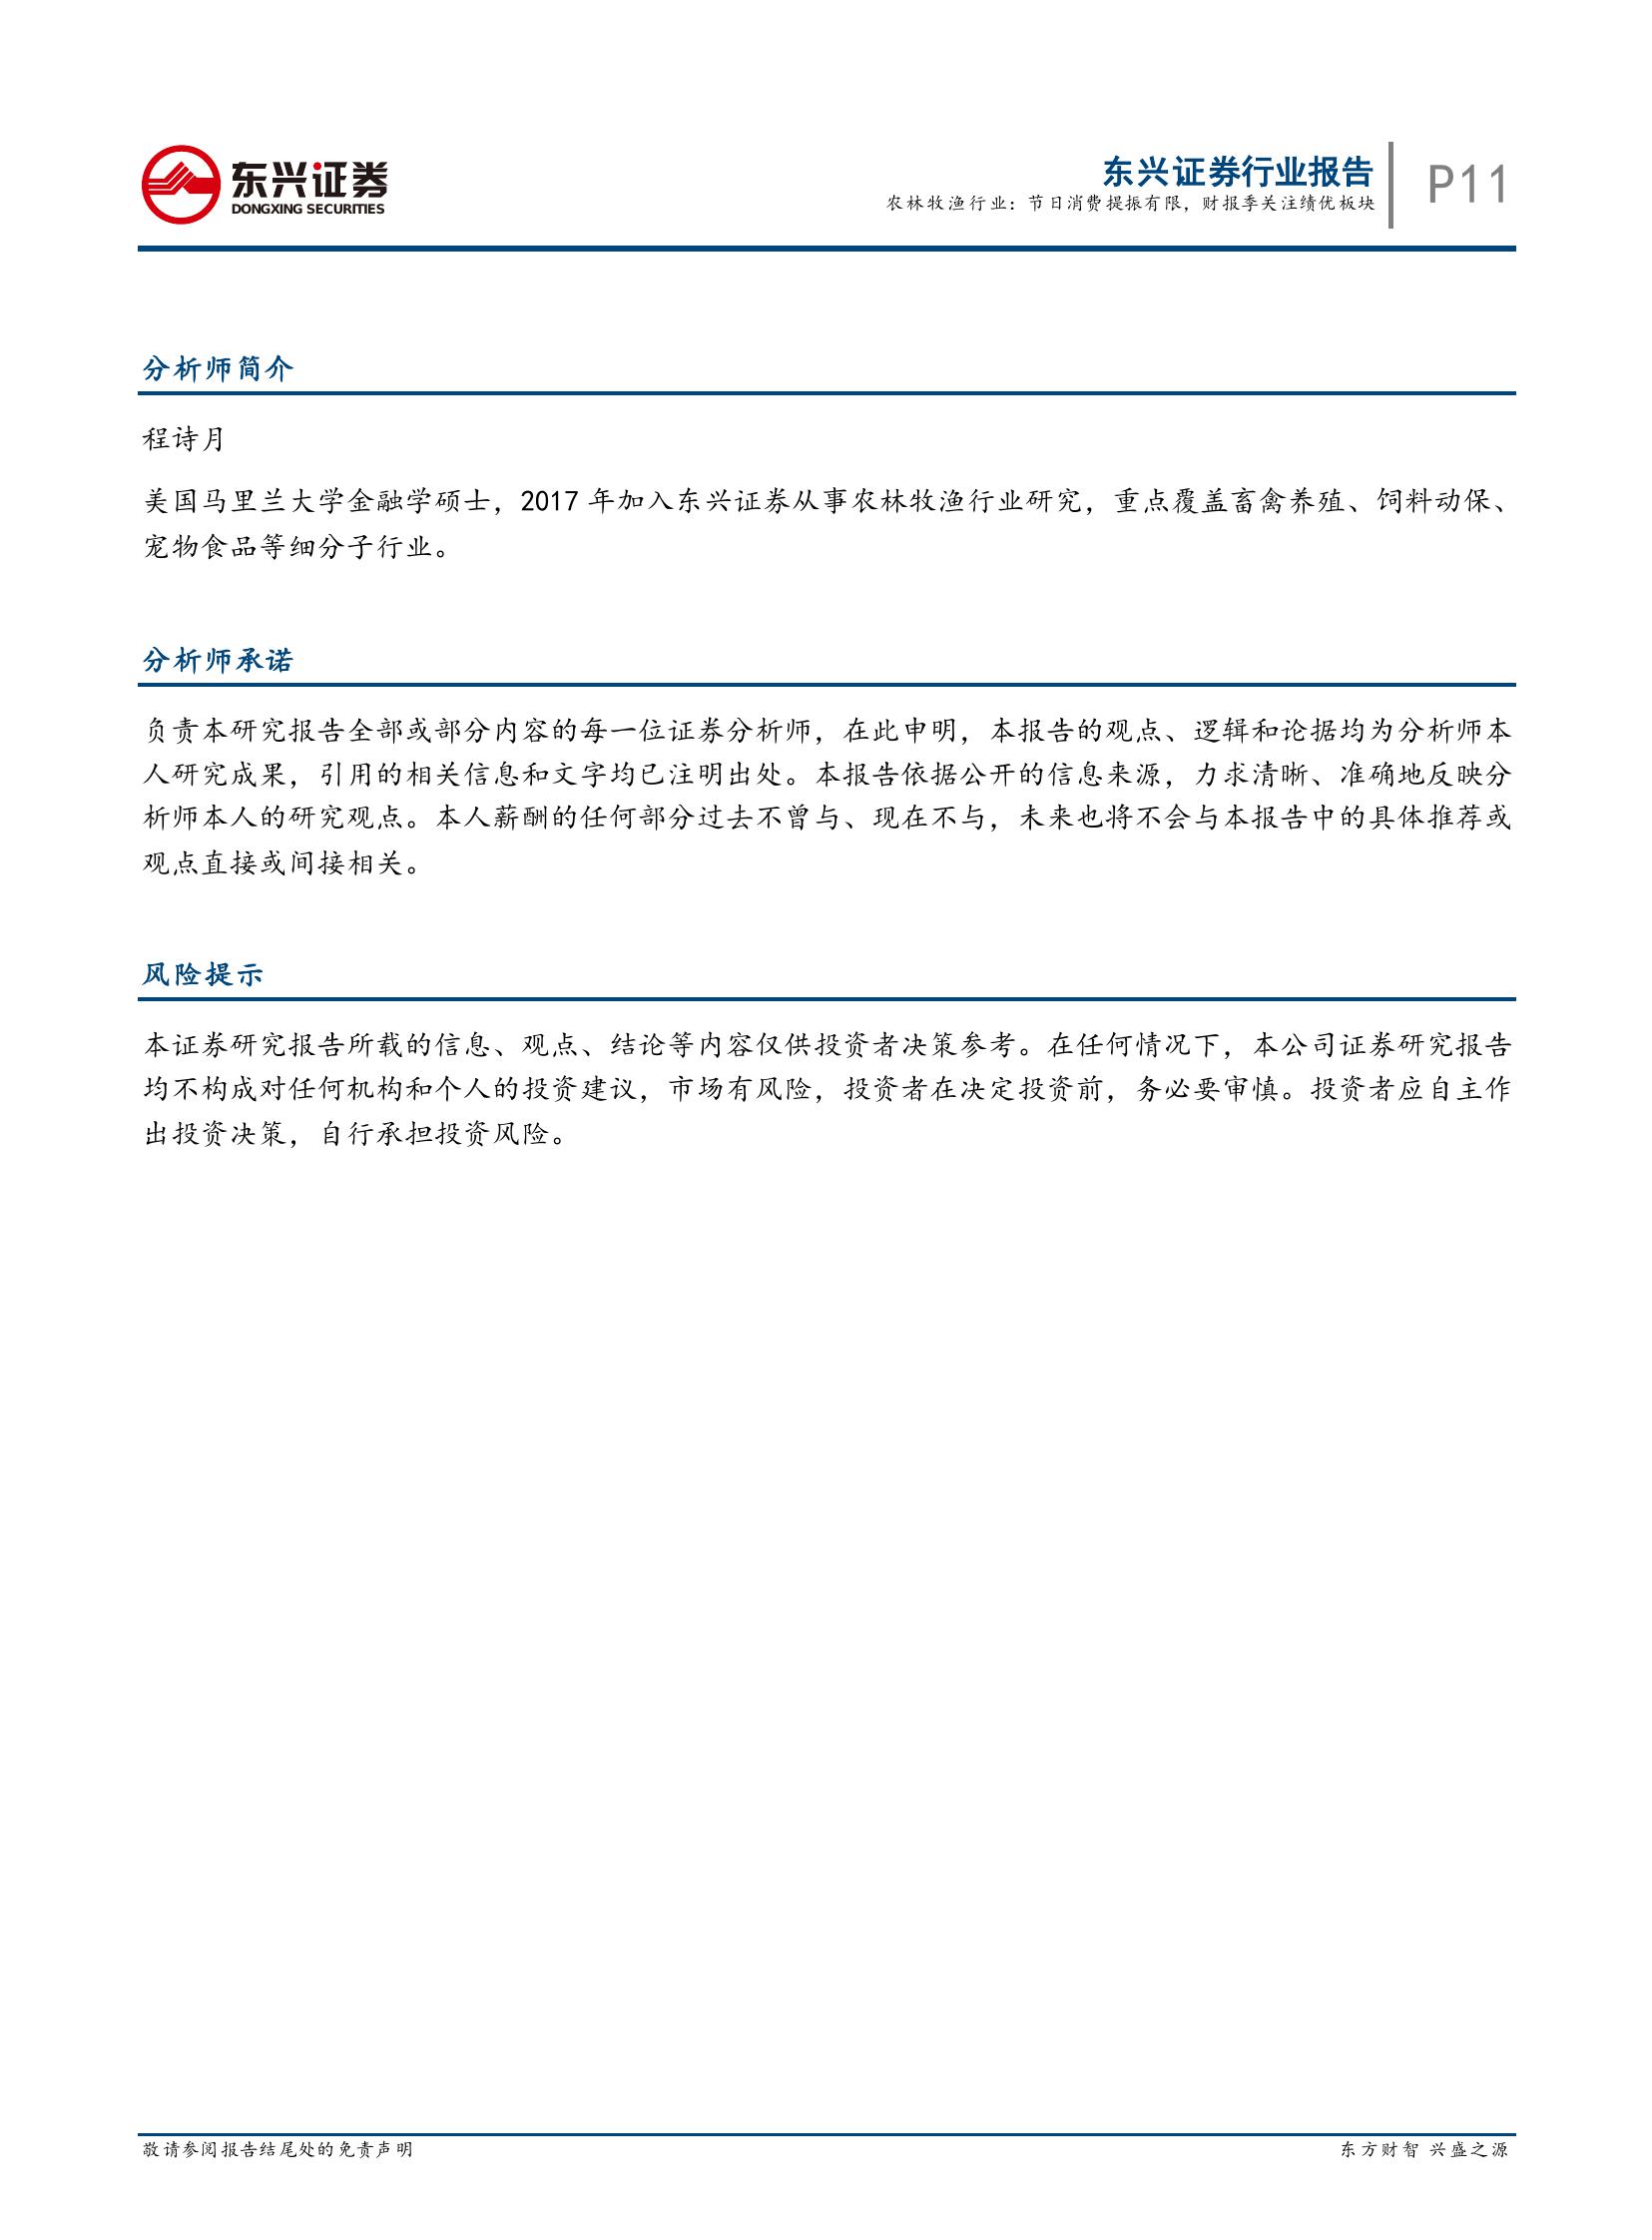 东兴证券
DONGXING SECURITIES
东兴证券行业报告
农林牧渔行业：节日消费提振有限，财报季关注绩优板块
P11
分析师简介
程诗月
美国马里兰大学金融学硕士，2017 年加入东兴证券从事农林牧渔行业研究，重点覆盖畜禽养殖、饲料动保、
宠物食品等细分子行业。
分析师承诺
负责本研究报告全部或部分内容的每一位证券分析师，在此申明，本报告的观点、逻辑和论据均为分析师本
人研究成果，引用的相关信息和文字均已注明出处。本报告依据公开的信息来源，力求清晰、准确地反映分
析师本人的研究观点。本人薪酬的任何部分过去不曾与、现在不与，未来也将不会与本报告中的具体推荐或
观点直接或间接相关。
风险提示
本证券研究报告所载的信息、观点、结论等内容仅供投资者决策参考。在任何情况下，本公司证券研究报告
均不构成对任何机构和个人的投资建议，市场有风险，投资者在决定投资前，务必要审慎。投资者应自主作
出投资决策，自行承担投资风险。
敬请参阅报告结尾处的免责声明
东方财智 兴盛之源